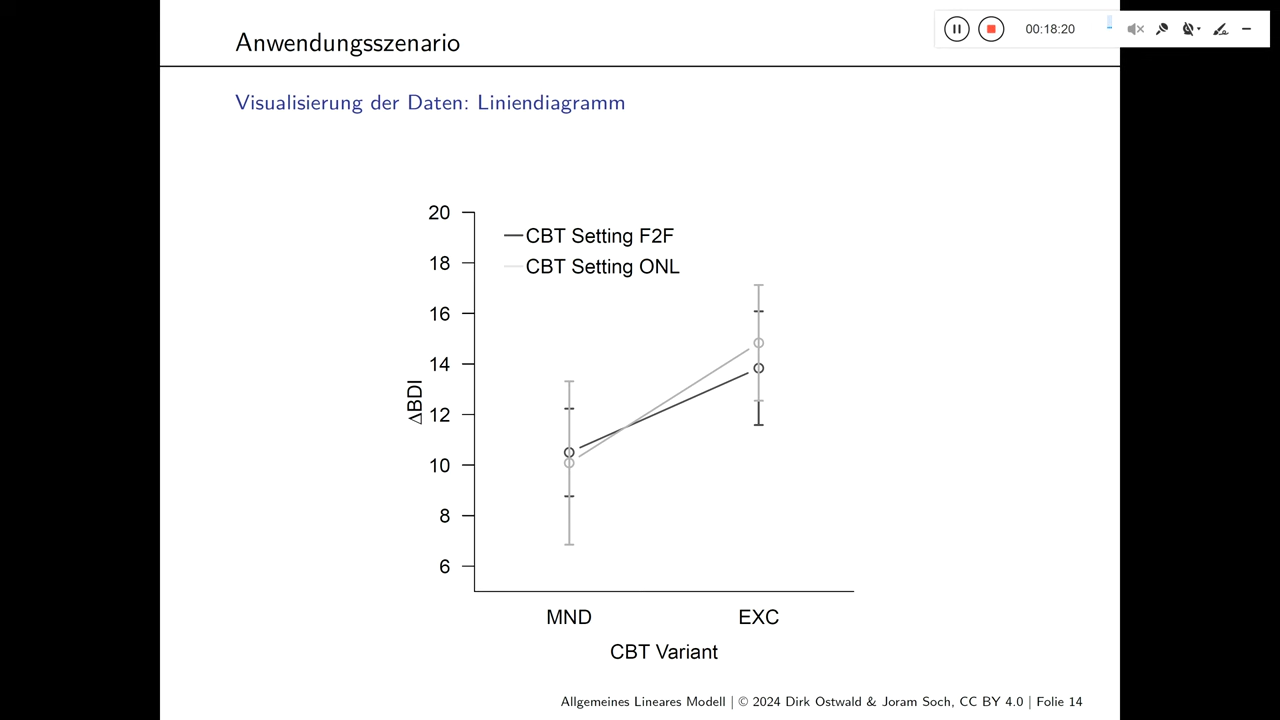 Anwendungsszenario
00:18:20
Visualisierung der Daten: Liniendiagramm
20
18
16
14
12
10
8
6
ΔBDI
CBT Setting F2F
CBT Setting ONL
MND
EXC
CBT Variant
Allgemeines Lineares Modell | © 2024 Dirk Ostwald & Joram Soch, CC BY 4.0 | Folie 14